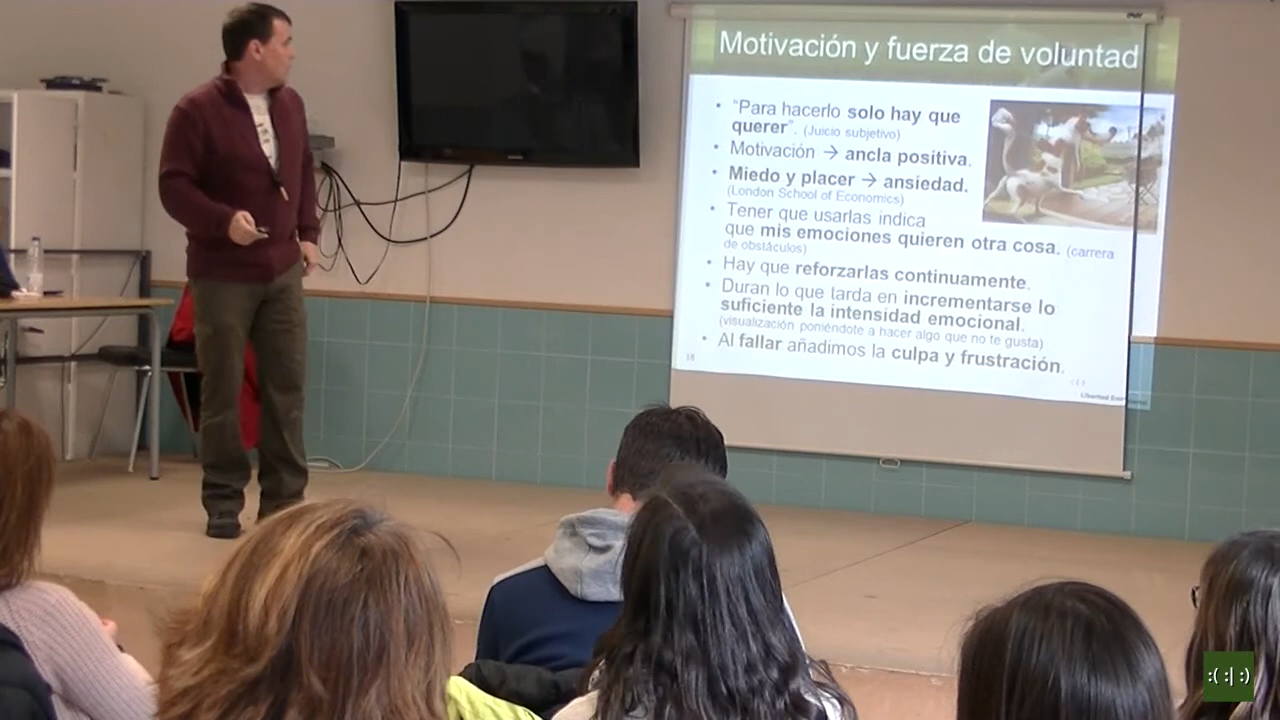 Motivación y fuerza de voluntad
• “Para hacerlo solo hay que
querer”. (Juicio subjetivo)
• Motivación → ancla positiva.
• Miedo y placer → ansiedad.
(London School of Economics)
• Tener que usarlas indica
que mis emociones quieren otra cosa. (carrera
de obstáculos)
• Hay que reforzarlas continuamente.
• Duran lo que tarda en incrementarse lo
suficiente la intensidad emocional.
(visualización poniéndote a hacer algo que no te gusta)
• Al fallar añadimos la culpa y frustración.
Libertad
:( :| :)